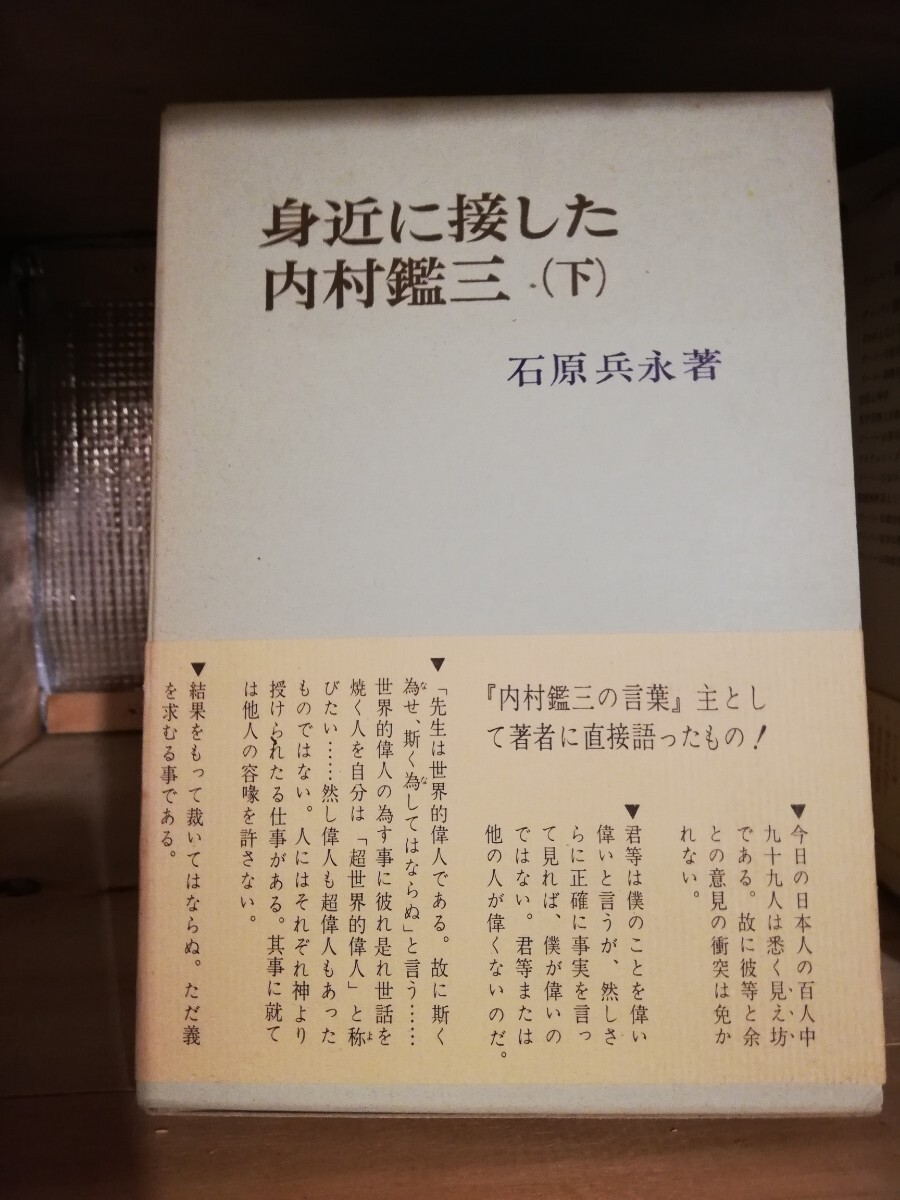 身近に接した
内村鑑三(下)
石原兵永著
『内村鑑三の言葉』主とし
て著者に直接語ったもの!
▼今日の日本人の百人中
九十九人は悉く見え坊
である。故に彼等と余
との意見の衝突は免か
れない。
▼君等は僕のことを偉い
偉いと言うが、然しさ
らに正確に事実を言っ
て見れば、僕が偉いの
ではない。君等または
他の人が偉くないのだ。
▼「先生は世界的偉人である。故に斯く
為せ、斯く為してはならぬ」と言う……
世界的偉人の為す事に彼れ是れ世話を
焼く人を自分は「超世界的偉人」と称
びたい……然し偉人も超偉人もあった
ものではない。人にはそれぞれ神より
授けられたる仕事がある。其事に就て
は他人の容喙を許さない。
▼結果をもって裁いてはならぬ。ただ義
を求むる事である。